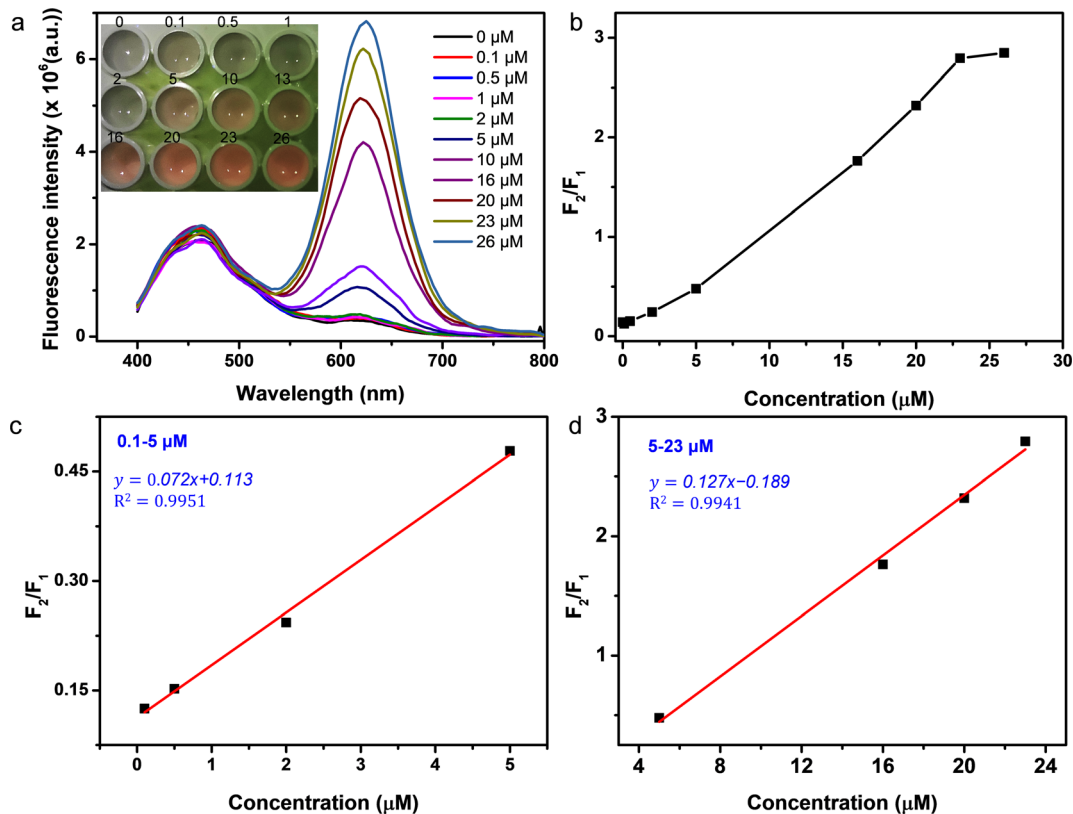 a
Fluorescence intensity (x 10⁶(a.u.))
6
4
2
0
400
500
600
700
800
Wavelength (nm)
0
0.1
0.5
1
2
5
10
13
16
20
23
26
0 µM
0.1 µM
0.5 µM
1 µM
2 µM
5 µM
10 µM
16 µM
20 µM
23 µM
26 µM
b
F₂/F₁
3
2
1
0
0
5
10
15
20
25
30
Concentration (µM)
c
0.1-5 µM
y = 0.072x+0.113
R² = 0.9951
F₂/F₁
0.45
0.30
0.15
0
1
2
3
4
5
Concentration (µM)
d
5-23 µM
y = 0.127x−0.189
R² = 0.9941
F₂/F₁
3
2
1
4
8
12
16
20
24
Concentration (µM)